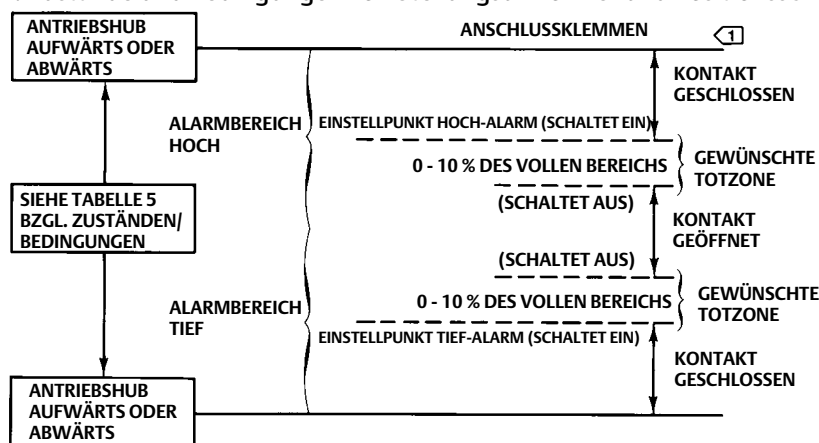 ANTRIEBSHUB
AUFWÄRTS ODER
ABWÄRTS
ANSCHLUSSKLEMMEN
1
KONTAKT
GESCHLOSSEN
ALARMBEREICH
HOCH
EINSTELLPUNKT HOCH-ALARM (SCHALTET EIN)
0 - 10 % DES VOLLEN BEREICHS
GEWÜNSCHTE
TOTZONE
(SCHALTET AUS)
SIEHE TABELLE 5
BZGL. ZUSTÄNDEN/
BEDINGUNGEN
KONTAKT
GEÖFFNET
(SCHALTET AUS)
0 - 10 % DES VOLLEN BEREICHS
GEWÜNSCHTE
TOTZONE
ALARMBEREICH
TIEF
EINSTELLPUNKT TIEF-ALARM (SCHALTET EIN)
KONTAKT
GESCHLOSSEN
ANTRIEBSHUB
AUFWÄRTS ODER
ABWÄRTS